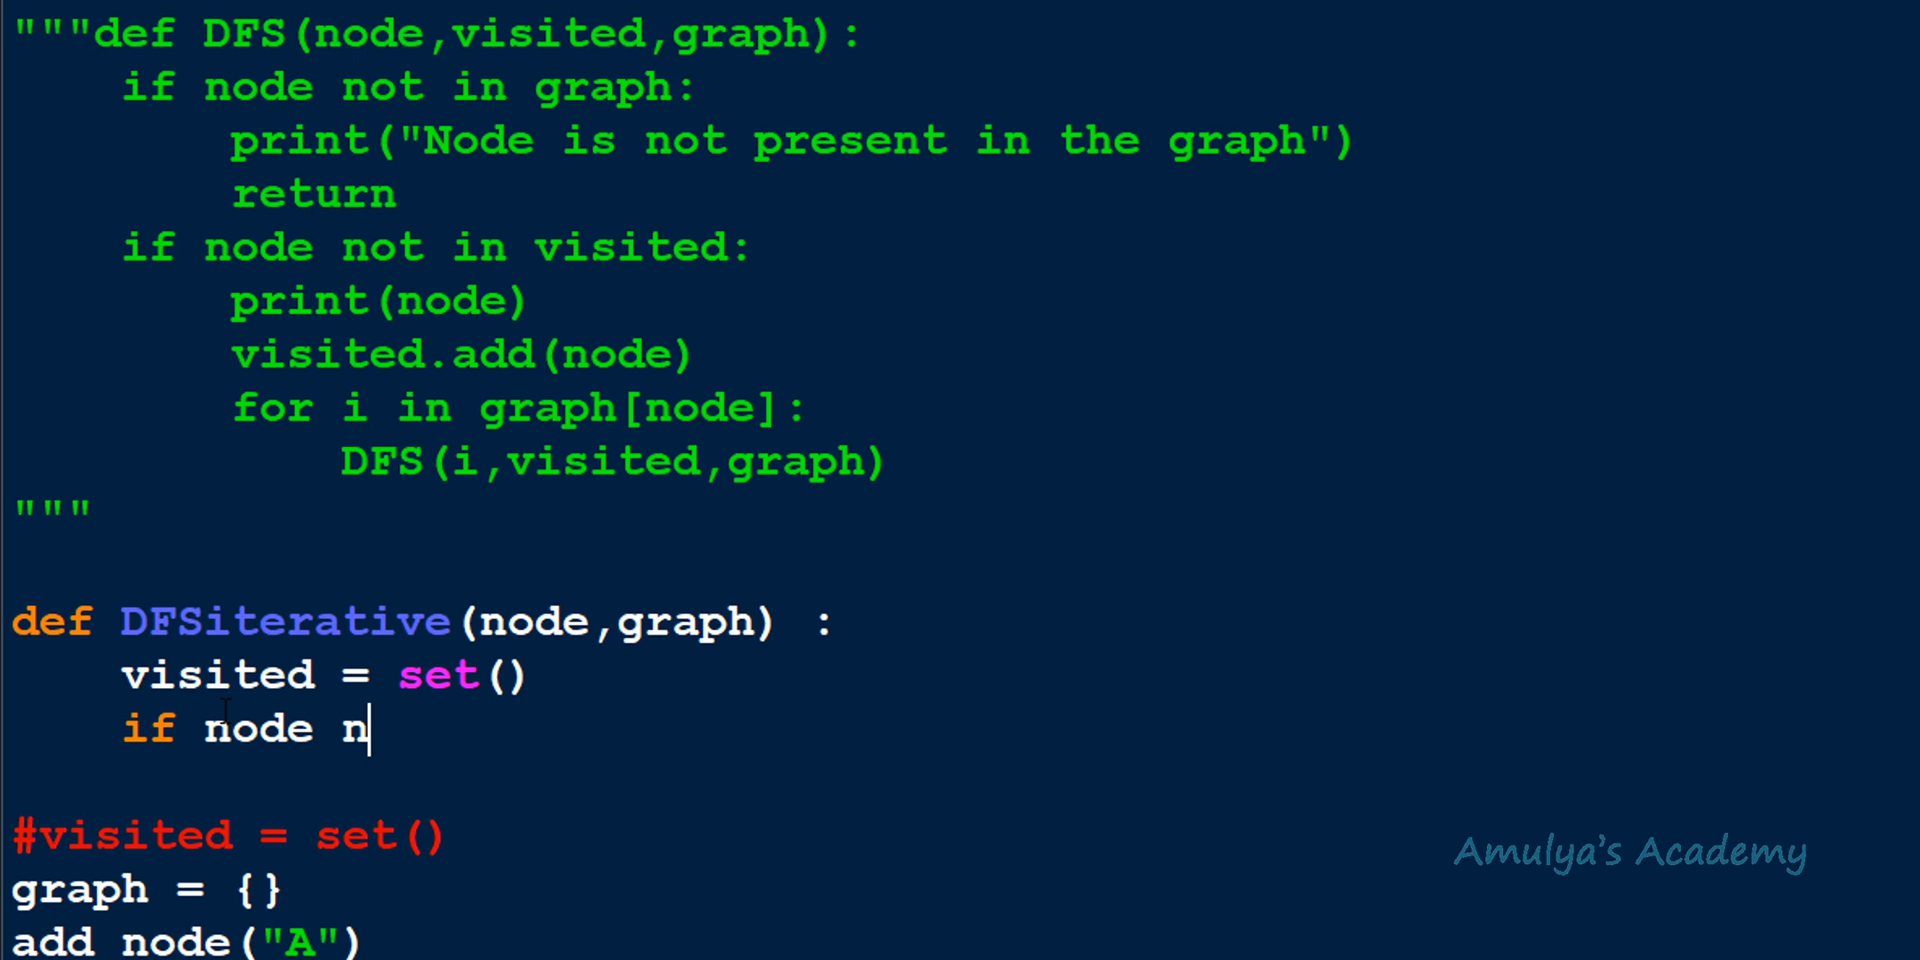 """def DFS(node,visited,graph):
    if node not in graph:
        print("Node is not present in the graph")
        return
    if node not in visited:
        print(node)
        visited.add(node)
        for i in graph[node]:
            DFS(i,visited,graph)
"""
def DFSiterative(node,graph) :
    visited = set()
    if node n
#visited = set()
Amulya's Academy
graph = {}
add node("A")